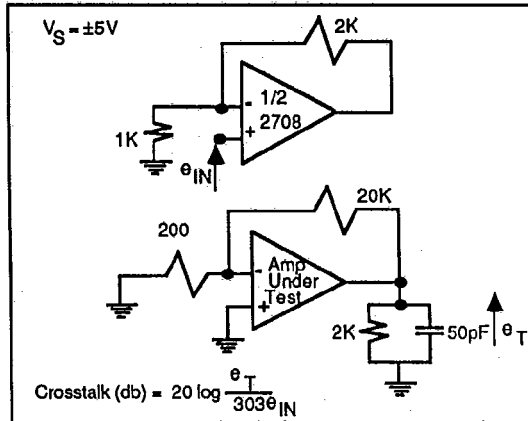 V_S = ±5V
2K
-
1/2
2708
+
1K
e_IN
20K
200
-
Amp
Under
Test
+
2K
50pF
e_T
Crosstalk (db) = 20 log e_T / 303e_IN